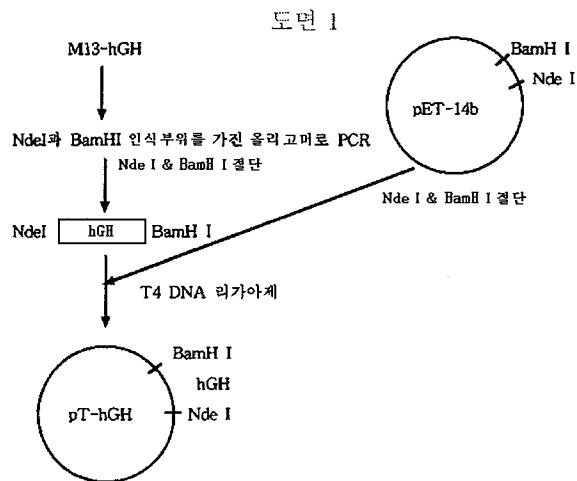 도면 1
M13-hGH
BamH I
Nde I
pET-14b
NdeI과 BamHI 인식부위를 가진 올리고머로 PCR
Nde I & BamH I 절단
Nde I & BamH I 절단
NdeI
hGH
BamH I
T4 DNA 리가아제
BamH I
hGH
pT-hGH
Nde I